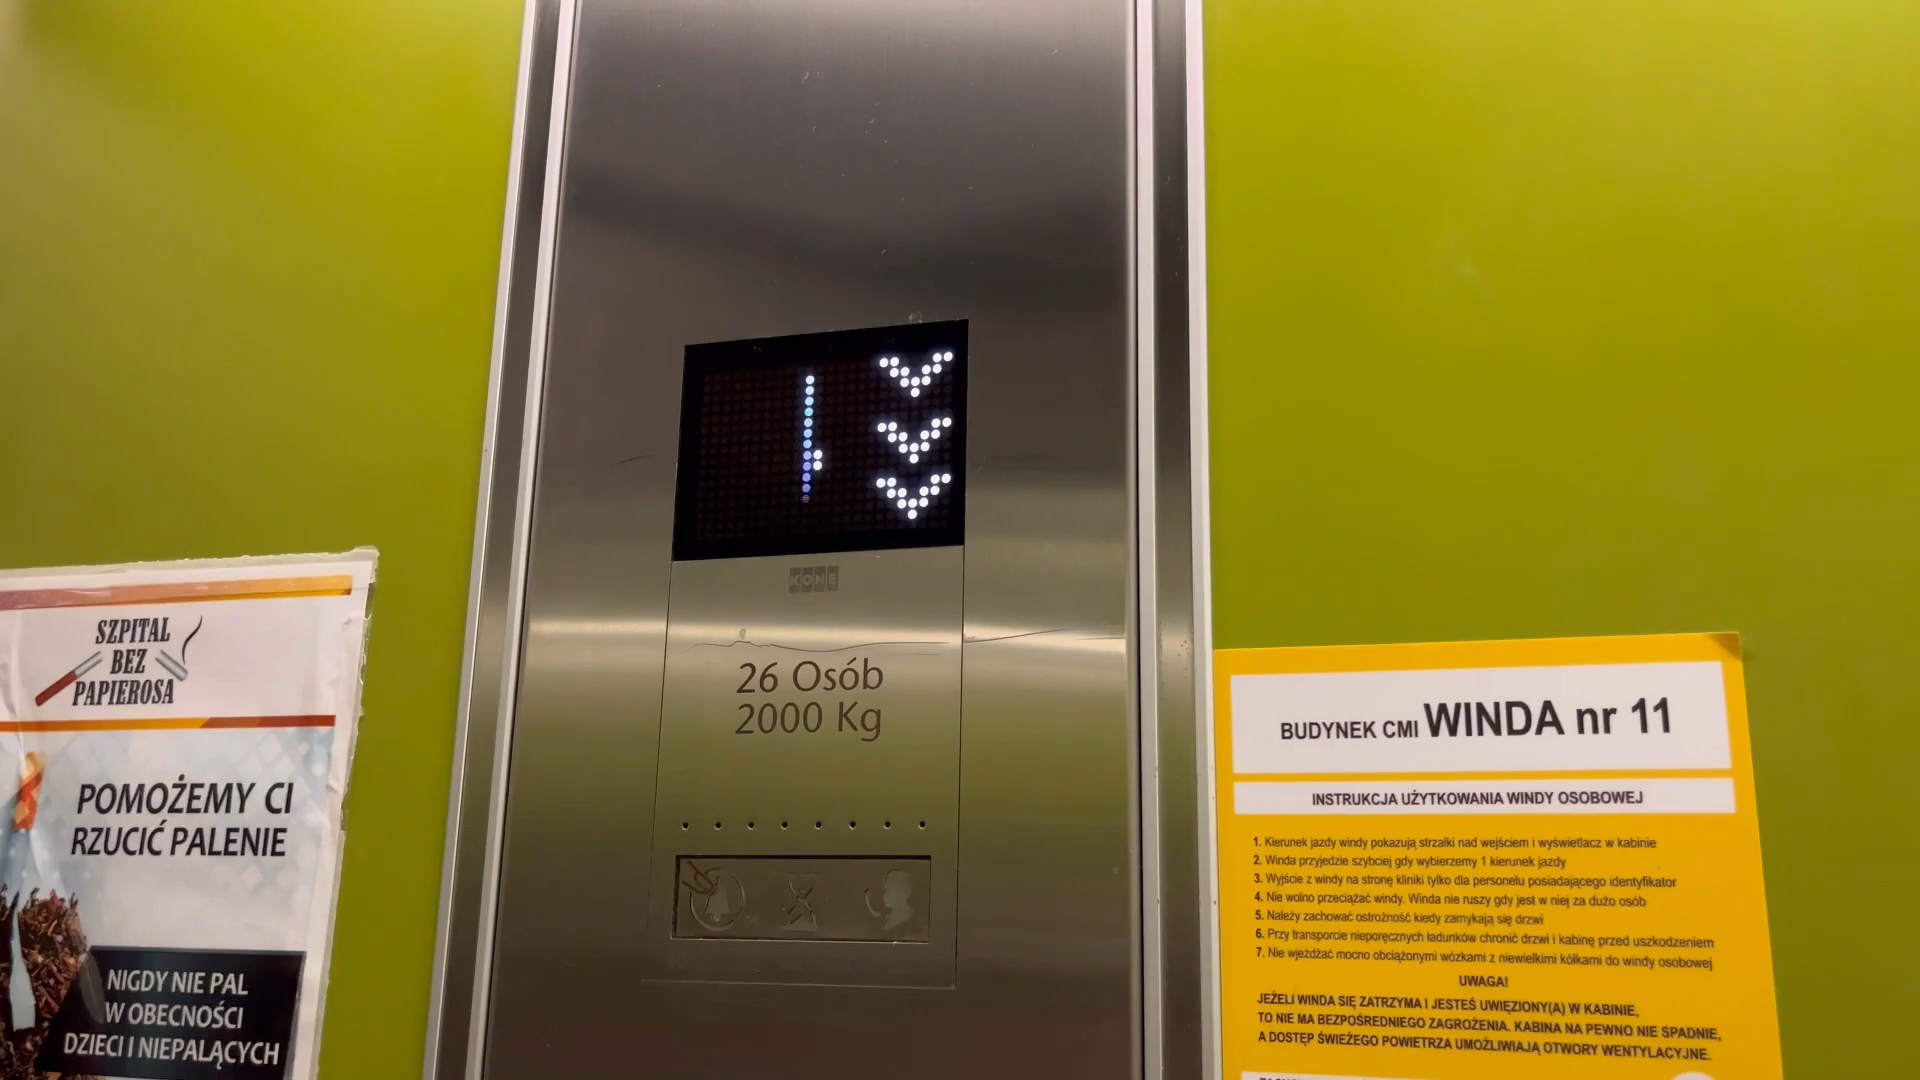 KONE
26 Osób
2000 Kg
SZPITAL
BEZ
PAPIEROSA
POMOŻEMY CI
RZUCIĆ PALENIE
NIGDY NIE PAL
W OBECNOŚCI
DZIECI I NIEPALĄCYCH
BUDYNEK CMI WINDA nr 11
INSTRUKCJA UŻYTKOWANIA WINDY OSOBOWEJ
1. Kierunek jazdy windy pokazują strzałki nad wejściem i wyświetlacz w kabinie
2. Winda przyjedzie szybciej gdy wybierzemy 1 kierunek jazdy
3. Wyjście z windy na stronę kliniki tylko dla personelu posiadającego identyfikator
4. Nie wolno przeciążać windy. Winda nie ruszy gdy jest w niej za dużo osób
5. Należy zachować ostrożność kiedy zamykają się drzwi
6. Przy transporcie nieporęcznych ładunków chronić drzwi i kabinę przed uszkodzeniem
7. Nie wjeżdżać mocno obciążonymi wózkami z niewielkimi kółkami do windy osobowej
UWAGA!
JEŻELI WINDA SIĘ ZATRZYMA I JESTEŚ UWIĘZIONY(A) W KABINIE,
TO NIE MA BEZPOŚREDNIEGO ZAGROŻENIA. KABINA NA PEWNO NIE SPADNIE,
A DOSTĘP ŚWIEŻEGO POWIETRZA UMOŻLIWIAJĄ OTWORY WENTYLACYJNE.